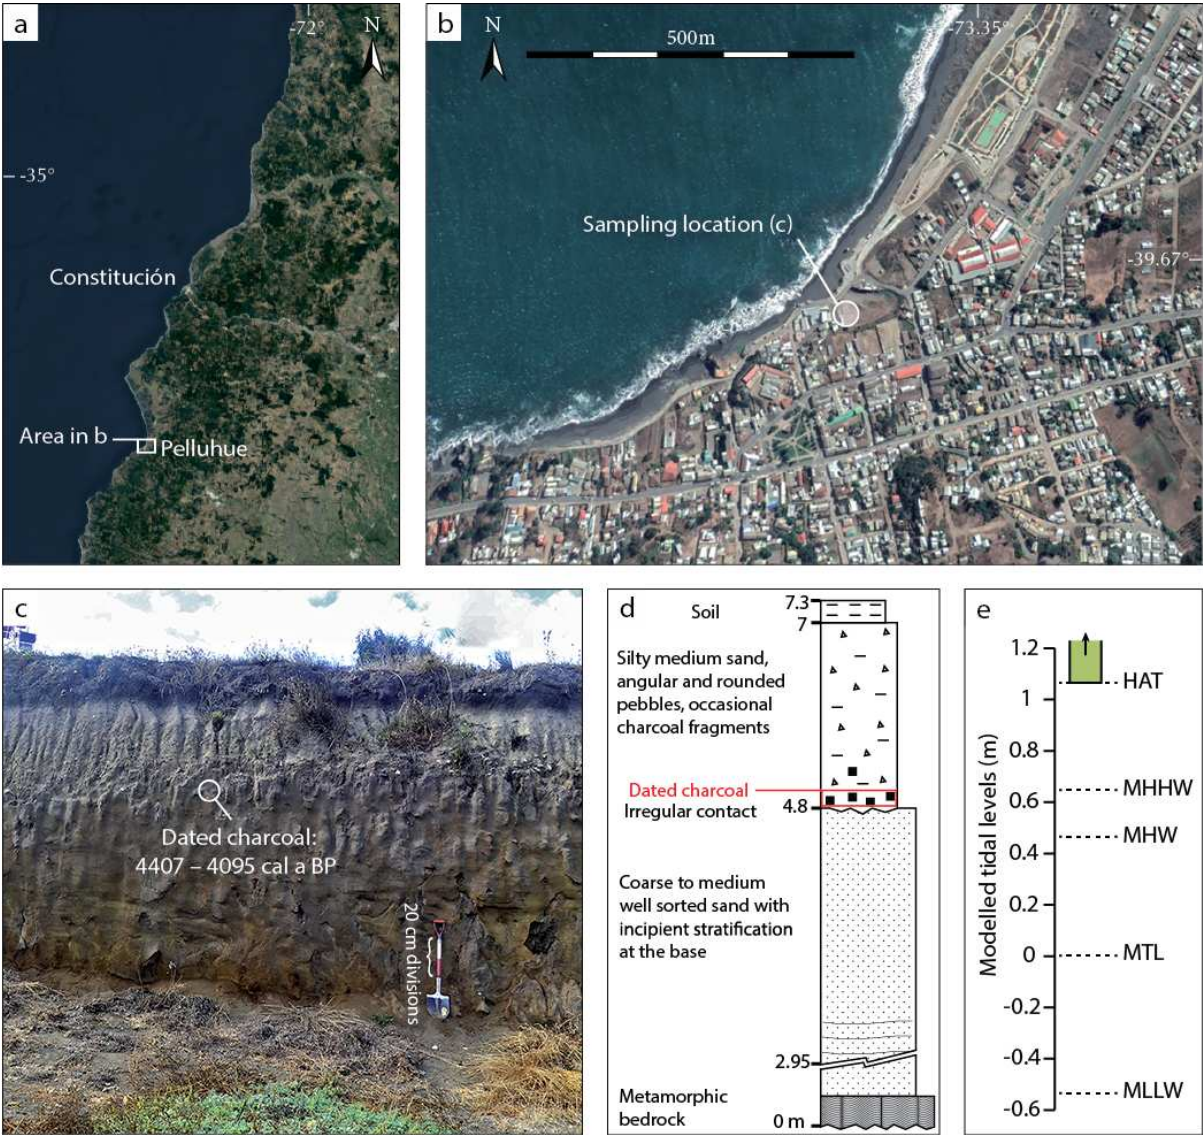 a
-72°
N
-35°
Constitución
Area in b
Pelluhue
b
N
500m
-73.35°
Sampling location (c)
-39.67°
c
Dated charcoal:
4407 – 4095 cal a BP
20 cm divisions
d
Soil
7.3
7
Silty medium sand,
angular and rounded
pebbles, occasional
charcoal fragments
Dated charcoal
Irregular contact
4.8
Coarse to medium
well sorted sand with
incipient stratification
at the base
2.95
Metamorphic
bedrock
0 m
e
Modelled tidal levels (m)
1.2
1
0.8
0.6
0.4
0.2
0
-0.2
-0.4
-0.6
HAT
MHHW
MHW
MTL
MLLW